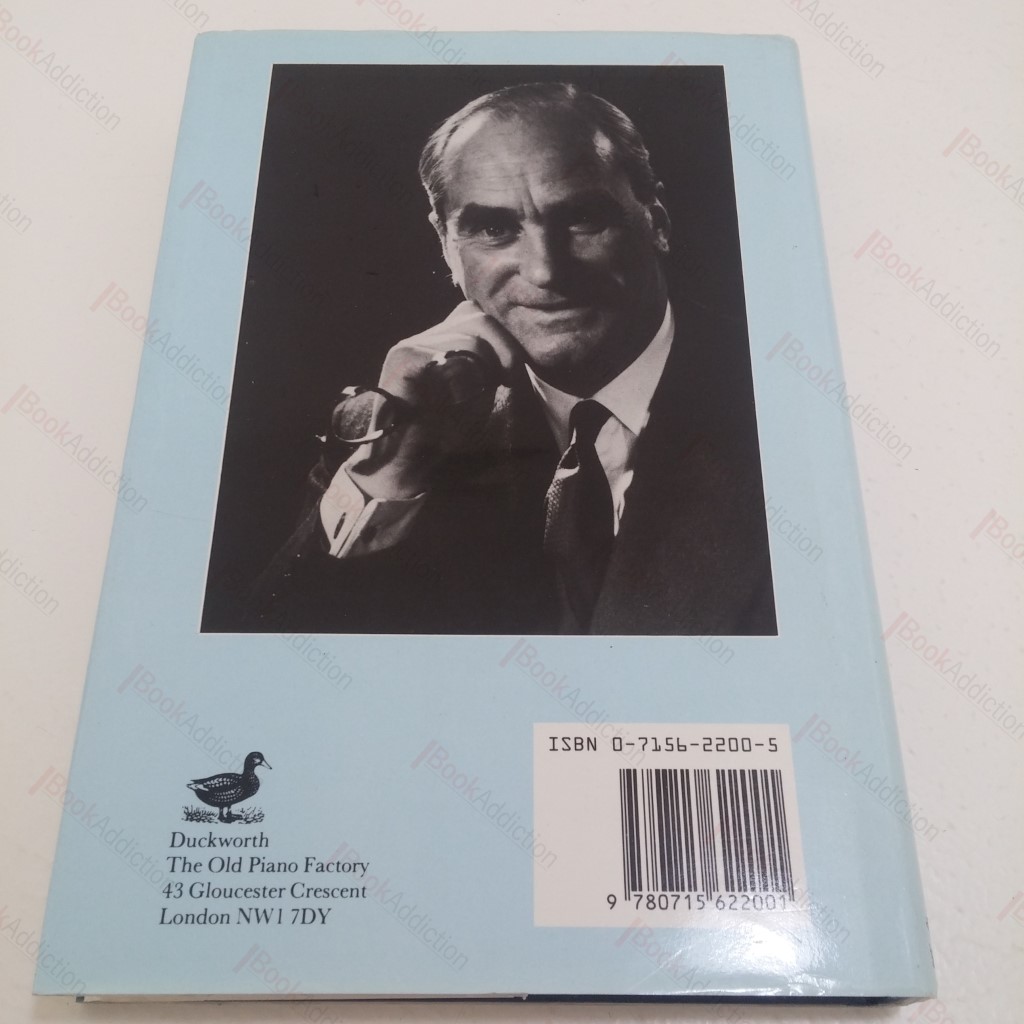 ISBN 0-7156-2200-5
9 780715 622001
Duckworth
The Old Piano Factory
43 Gloucester Crescent
London NW1 7DY
BookAddiction